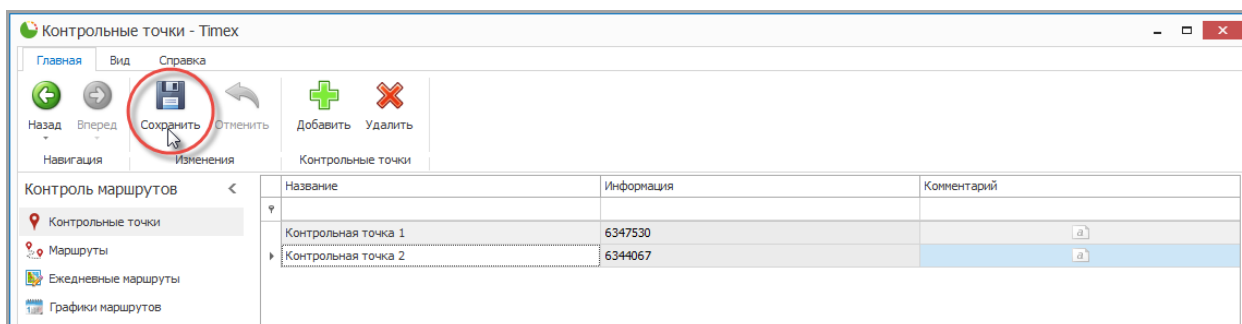 Контрольные точки - Timex
Главная Вид Справка
Назад Вперед Сохранить Отменить Добавить Удалить
Навигация Изменения Контрольные точки
Контроль маршрутов
Название Информация Комментарий
Контрольные точки
Контрольная точка 1 6347530 a
Маршруты
Контрольная точка 2 6344067 a
Ежедневные маршруты
Графики маршрутов